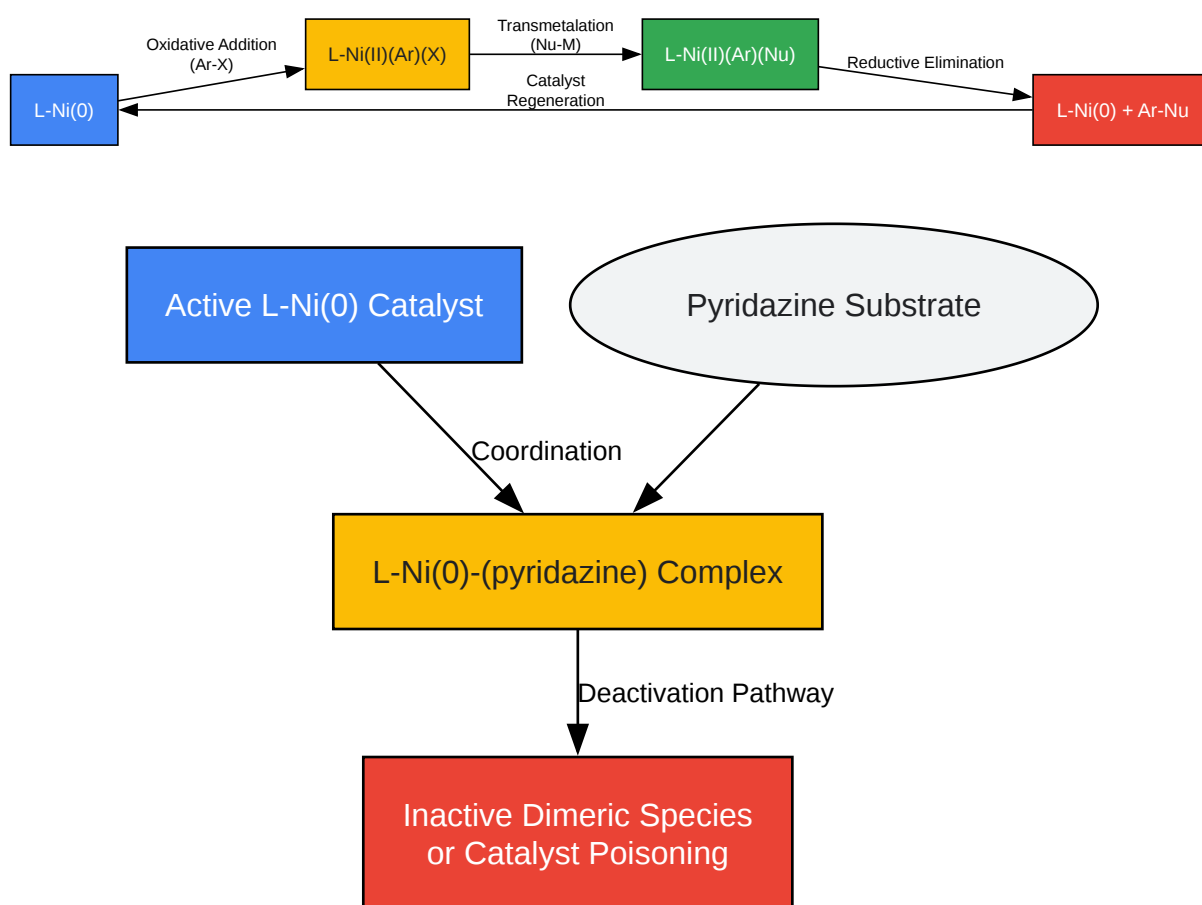 Oxidative Addition
(Ar-X)
Transmetalation
(Nu-M)
Reductive Elimination
Catalyst
Regeneration
L-Ni(0)
L-Ni(II)(Ar)(X)
L-Ni(II)(Ar)(Nu)
L-Ni(0) + Ar-Nu
Active L-Ni(0) Catalyst
Pyridazine Substrate
Coordination
L-Ni(0)-(pyridazine) Complex
Deactivation Pathway
Inactive Dimeric Species
or Catalyst Poisoning